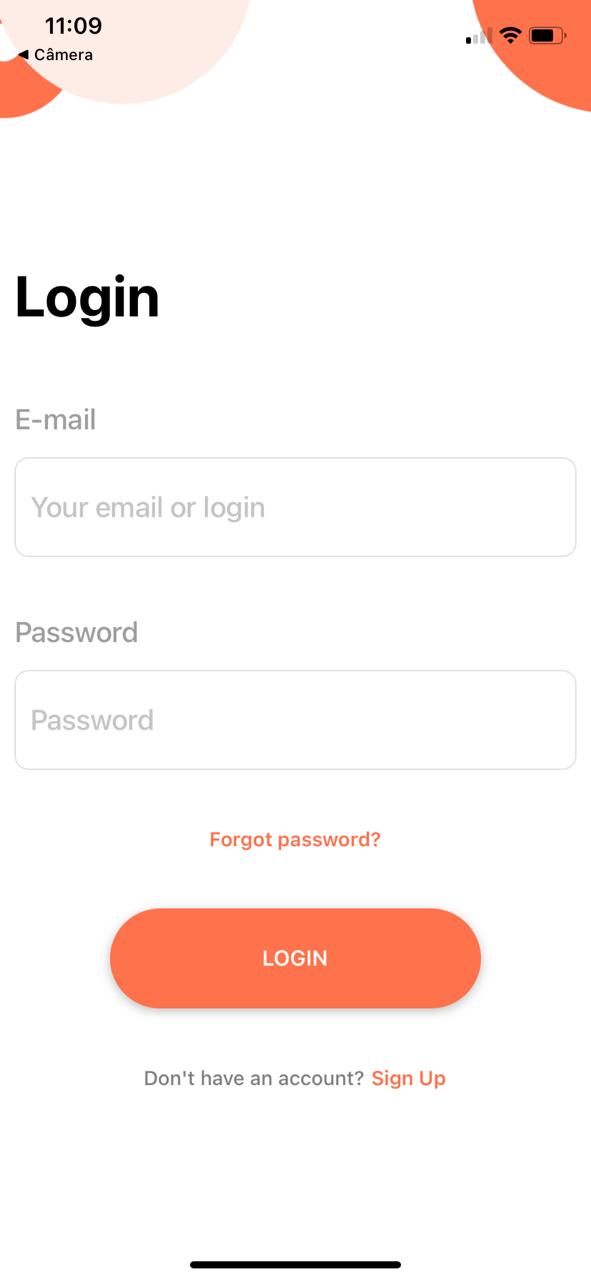 11:09
◀ Câmera
Login
E-mail
Your email or login
Password
Password
Forgot password?
LOGIN
Don't have an account? Sign Up